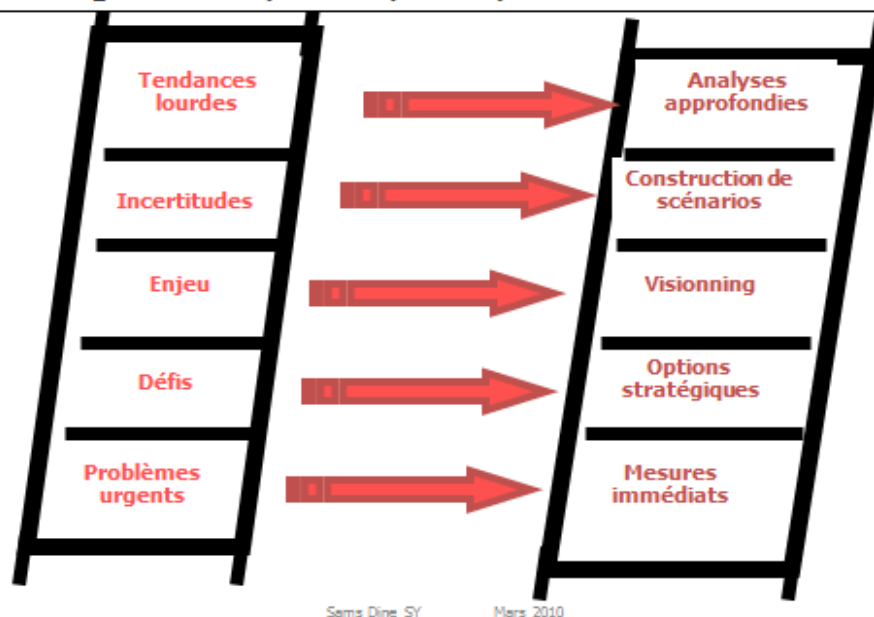 Tendances
lourdes
Analyses
approfondies
Incertitudes
Construction de
scénarios
Enjeu
Visionning
Défis
Options
stratégiques
Problèmes
urgents
Mesures
immédiats
Sams Dine SY Mars 2010